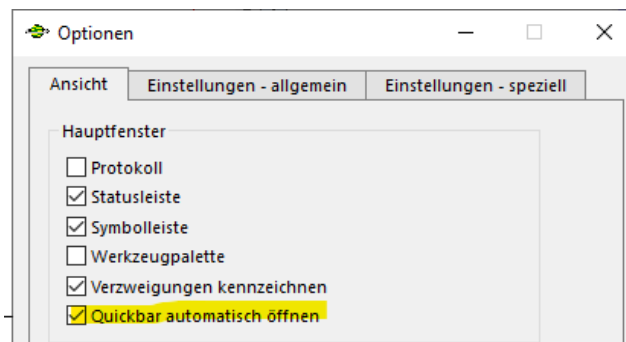 Optionen
Ansicht Einstellungen - allgemein Einstellungen - speziell
Hauptfenster
Protokoll
Statusleiste
Symbolleiste
Werkzeugpalette
Verzweigungen kennzeichnen
Quickbar automatisch öffnen